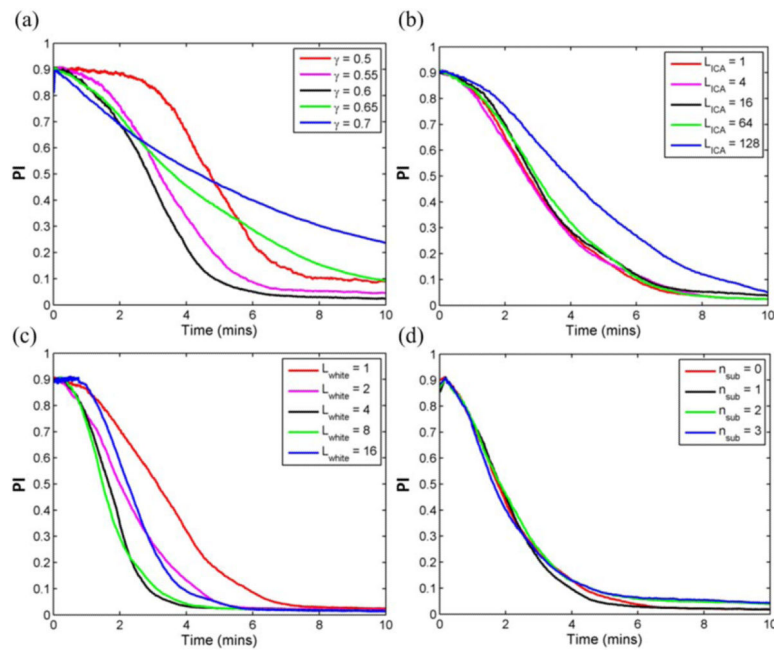 (a)
1
0.9
0.8
0.7
0.6
0.5
0.4
0.3
0.2
0.1
0
PI
0 2 4 6 8 10
Time (mins)
γ = 0.5
γ = 0.55
γ = 0.6
γ = 0.65
γ = 0.7
(b)
1
0.9
0.8
0.7
0.6
0.5
0.4
0.3
0.2
0.1
0
PI
0 2 4 6 8 10
Time (mins)
L_ICA = 1
L_ICA = 4
L_ICA = 16
L_ICA = 64
L_ICA = 128
(c)
1
0.9
0.8
0.7
0.6
0.5
0.4
0.3
0.2
0.1
0
PI
0 2 4 6 8 10
Time (mins)
L_white = 1
L_white = 2
L_white = 4
L_white = 8
L_white = 16
(d)
1
0.9
0.8
0.7
0.6
0.5
0.4
0.3
0.2
0.1
0
PI
0 2 4 6 8 10
Time (mins)
n_sub = 0
n_sub = 1
n_sub = 2
n_sub = 3